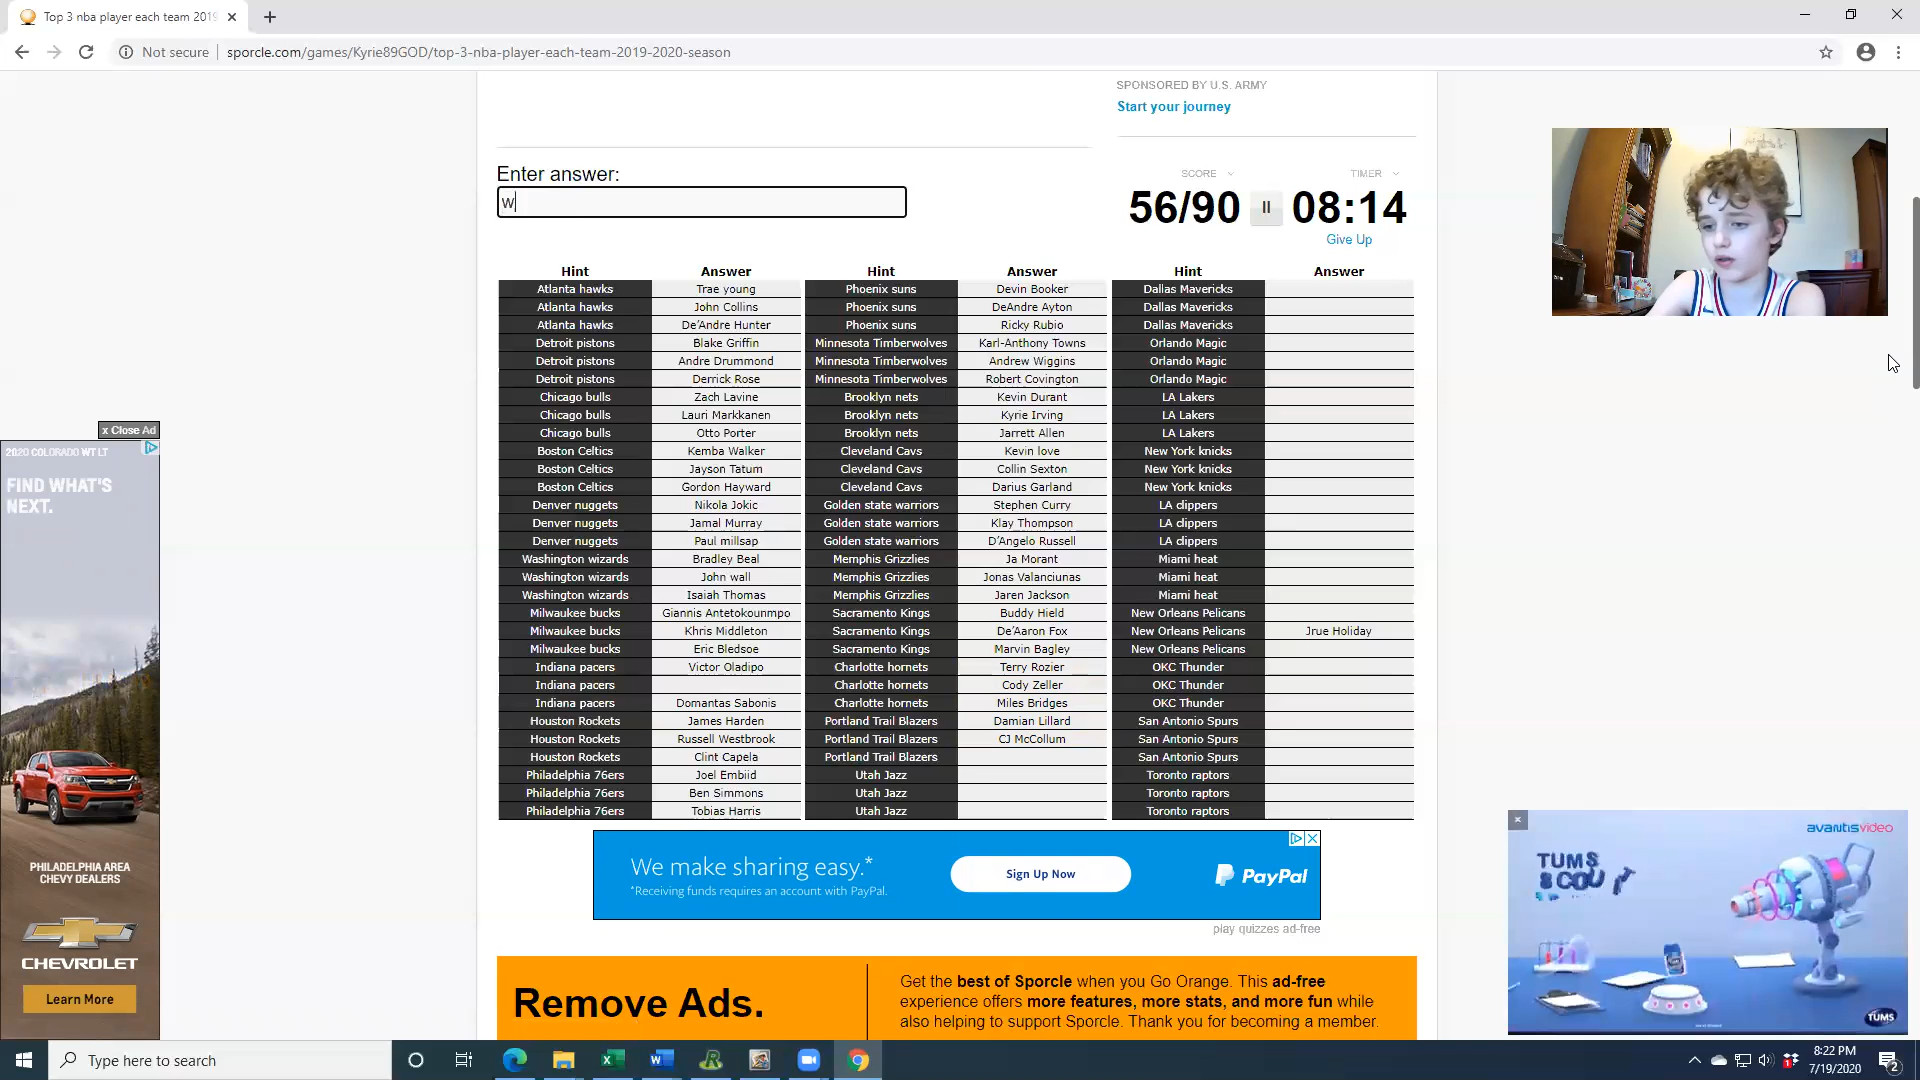 Top 3 nba player each team 2019
Not secure
sporcle.com/games/Kyrie89GOD/top-3-nba-player-each-team-2019-2020-season
SPONSORED BY U.S. ARMY
Start your journey
Enter answer:
w
SCORE
TIMER
56/90
08:14
Give Up
Hint Answer Hint Answer Hint Answer
Atlanta hawks Trae young Phoenix suns Devin Booker Dallas Mavericks
Atlanta hawks John Collins Phoenix suns DeAndre Ayton Dallas Mavericks
Atlanta hawks De'Andre Hunter Phoenix suns Ricky Rubio Dallas Mavericks
Detroit pistons Blake Griffin Minnesota Timberwolves Karl-Anthony Towns Orlando Magic
Detroit pistons Andre Drummond Minnesota Timberwolves Andrew Wiggins Orlando Magic
Detroit pistons Derrick Rose Minnesota Timberwolves Robert Covington Orlando Magic
Chicago bulls Zach Lavine Brooklyn nets Kevin Durant LA Lakers
Chicago bulls Lauri Markkanen Brooklyn nets Kyrie Irving LA Lakers
Chicago bulls Otto Porter Brooklyn nets Jarrett Allen LA Lakers
Boston Celtics Kemba Walker Cleveland Cavs Kevin love New York knicks
Boston Celtics Jayson Tatum Cleveland Cavs Collin Sexton New York knicks
Boston Celtics Gordon Hayward Cleveland Cavs Darius Garland New York knicks
Denver nuggets Nikola Jokic Golden state warriors Stephen Curry LA clippers
Denver nuggets Jamal Murray Golden state warriors Klay Thompson LA clippers
Denver nuggets Paul millsap Golden state warriors D'Angelo Russell LA clippers
Washington wizards Bradley Beal Memphis Grizzlies Ja Morant Miami heat
Washington wizards John wall Memphis Grizzlies Jonas Valanciunas Miami heat
Washington wizards Isaiah Thomas Memphis Grizzlies Jaren Jackson Miami heat
Milwaukee bucks Giannis Antetokounmpo Sacramento Kings Buddy Hield New Orleans Pelicans
Milwaukee bucks Khris Middleton Sacramento Kings De'Aaron Fox New Orleans Pelicans Jrue Holiday
Milwaukee bucks Eric Bledsoe Sacramento Kings Marvin Bagley New Orleans Pelicans
Indiana pacers Victor Oladipo Charlotte hornets Terry Rozier OKC Thunder
Indiana pacers Charlotte hornets Cody Zeller OKC Thunder
Indiana pacers Domantas Sabonis Charlotte hornets Miles Bridges OKC Thunder
Houston Rockets James Harden Portland Trail Blazers Damian Lillard San Antonio Spurs
Houston Rockets Russell Westbrook Portland Trail Blazers CJ McCollum San Antonio Spurs
Houston Rockets Clint Capela Portland Trail Blazers San Antonio Spurs
Philadelphia 76ers Joel Embiid Utah Jazz Toronto raptors
Philadelphia 76ers Ben Simmons Utah Jazz Toronto raptors
Philadelphia 76ers Tobias Harris Utah Jazz Toronto raptors
x Close Ad
2020 COLORADO WT LT
FIND WHAT'S
NEXT.
PHILADELPHIA AREA
CHEVY DEALERS
CHEVROLET
Learn More
We make sharing easy.*
*Receiving funds requires an account with PayPal.
Sign Up Now
PayPal
play quizzes ad-free
Remove Ads.
Get the best of Sporcle when you Go Orange. This ad-free
experience offers more features, more stats, and more fun while
also helping to support Sporcle. Thank you for becoming a member.
avantisvideo
TUMS
TUMS
Type here to search
8:22 PM
7/19/2020
2